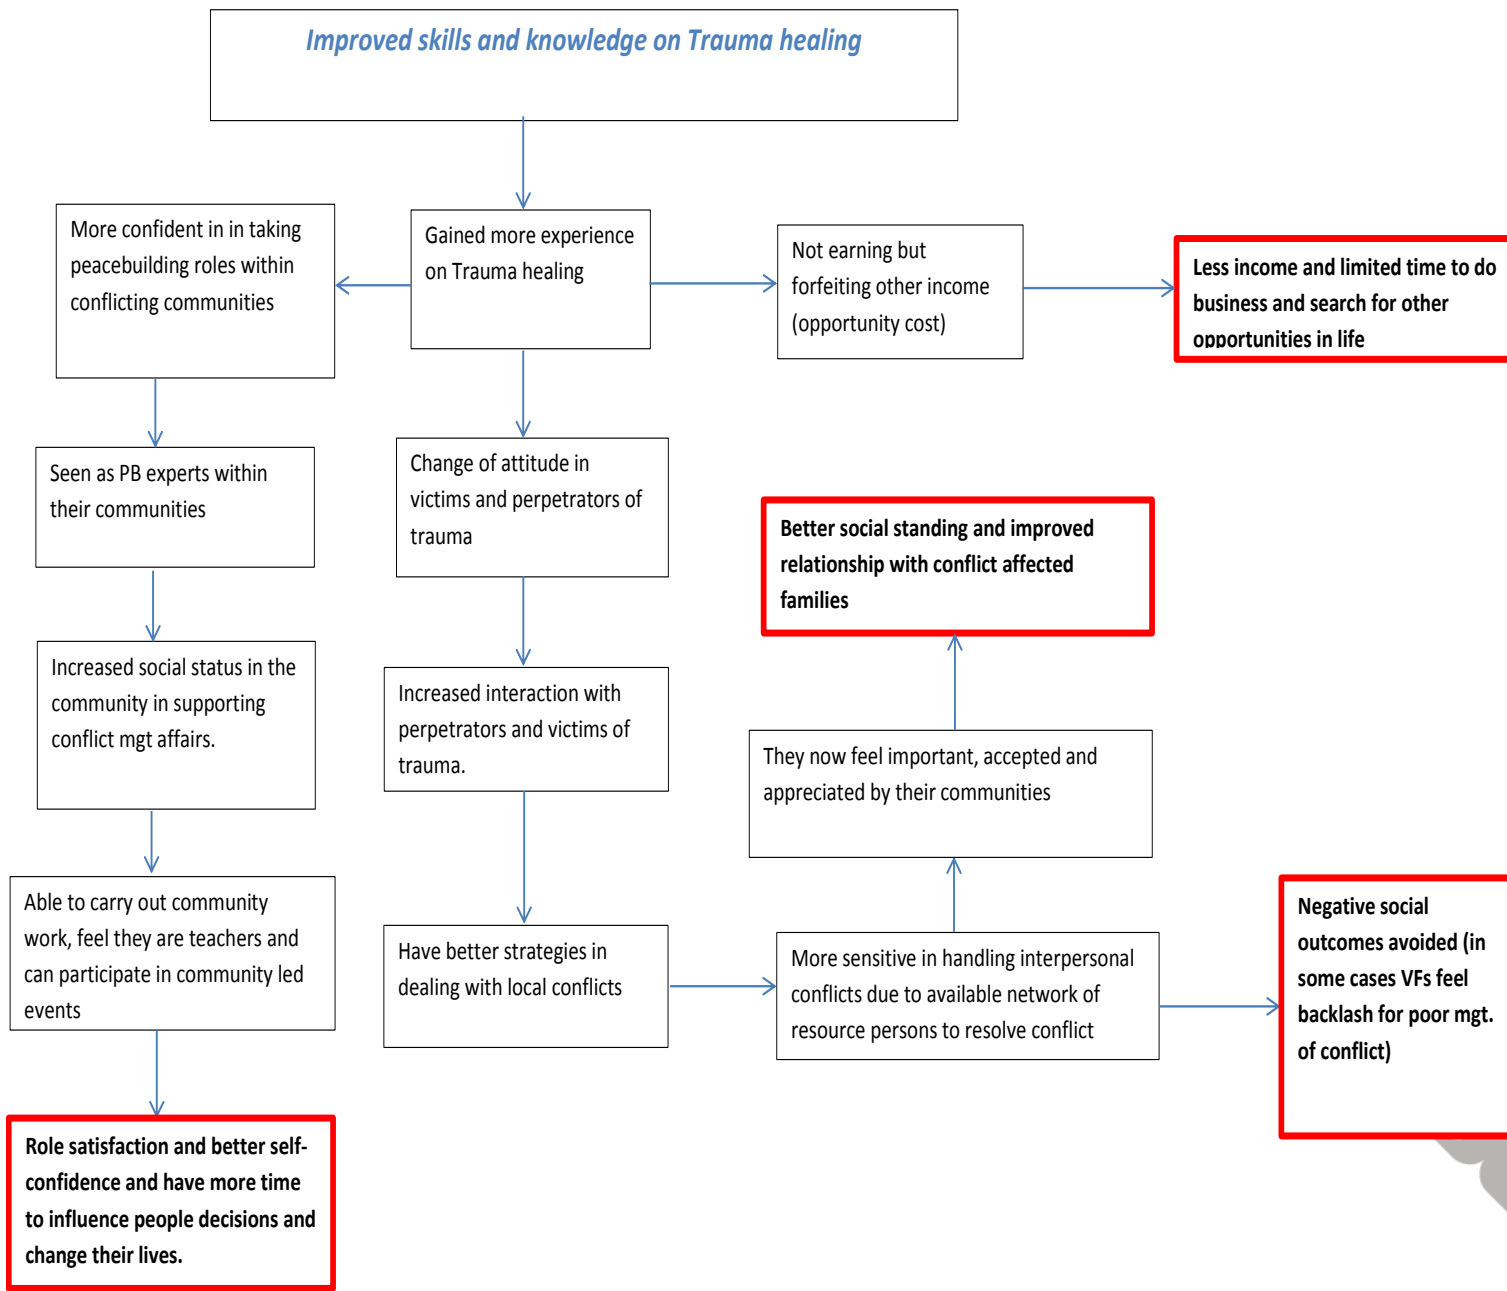 Improved skills and knowledge on Trauma healing
More confident in in taking
peacebuilding roles within
conflicting communities
Gained more experience
on Trauma healing
Not earning but
forfeiting other income
(opportunity cost)
Less income and limited time to do
business and search for other
opportunities in life
Seen as PB experts within
their communities
Change of attitude in
victims and perpetrators of
trauma
Better social standing and improved
relationship with conflict affected
families
Increased social status in the
community in supporting
conflict mgt affairs.
Increased interaction with
perpetrators and victims of
trauma.
They now feel important, accepted and
appreciated by their communities
Able to carry out community
work, feel they are teachers and
can participate in community led
events
Have better strategies in
dealing with local conflicts
More sensitive in handling interpersonal
conflicts due to available network of
resource persons to resolve conflict
Negative social
outcomes avoided (in
some cases VFs feel
backlash for poor mgt.
of conflict)
Role satisfaction and better self-
confidence and have more time
to influence people decisions and
change their lives.